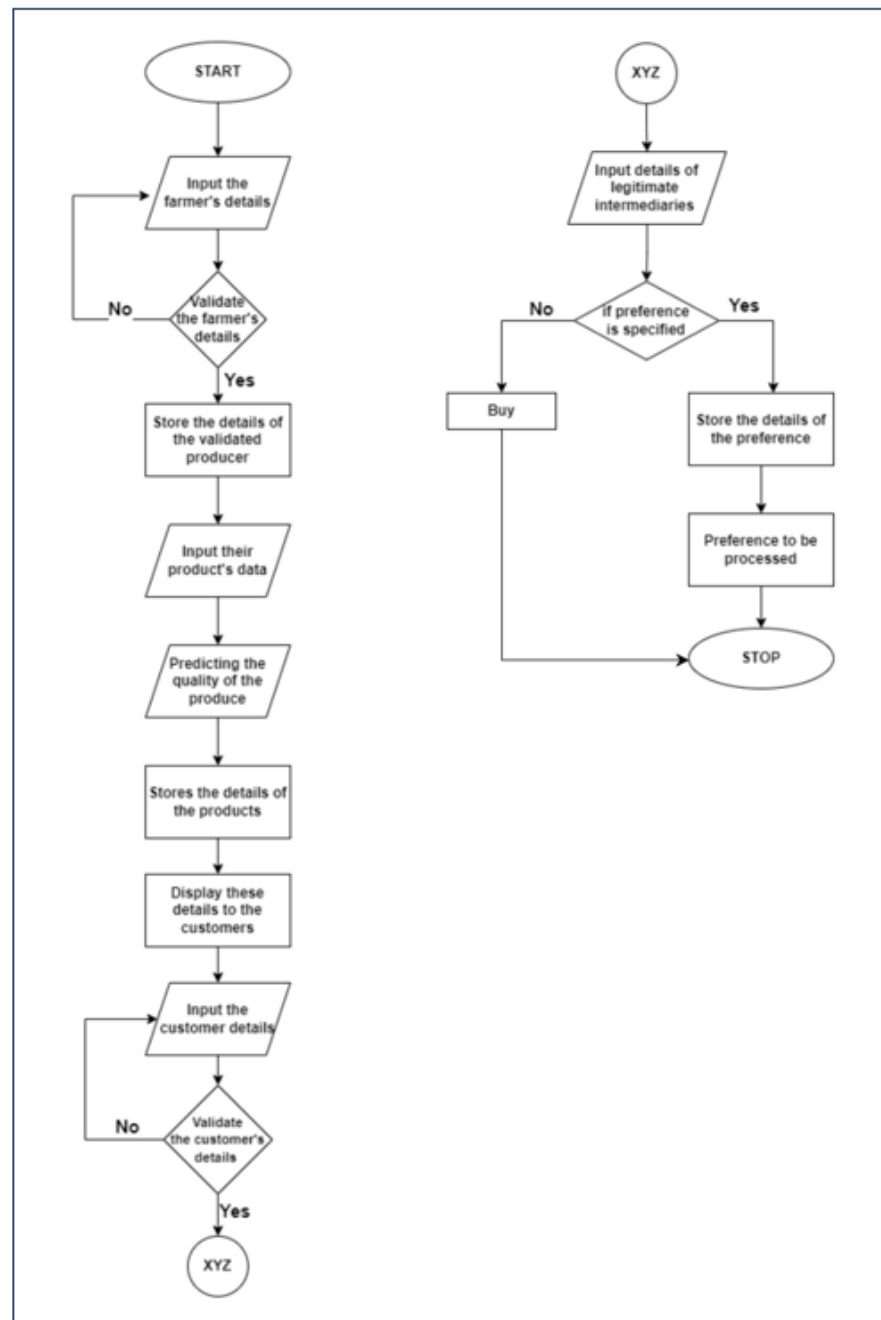 START
Input the
farmer's details
No
Validate
the farmer's
details
Yes
Store the details of
the validated
producer
Input their
product's data
Predicting the
quality of the
produce
Stores the details of
the products
Display these
details to the
customers
Input the
customer details
No
Validate
the customer's
details
Yes
XYZ
XYZ
Input details of
legitimate
intermediaries
No
if preference
is specified
Yes
Buy
Store the details of
the preference
Preference to be
processed
STOP